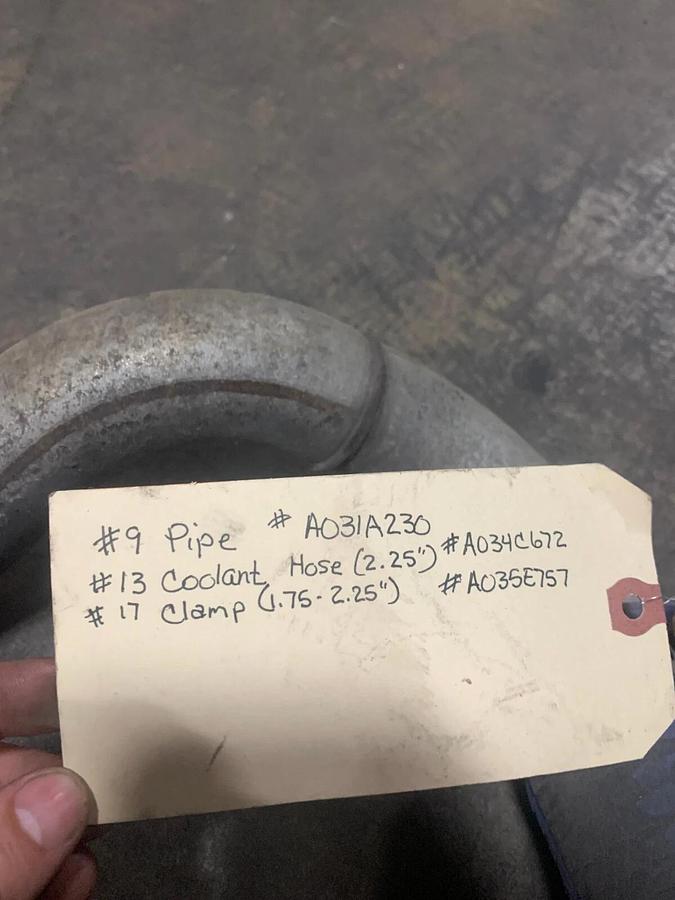 #9 Pipe # A031A230
#13 Coolant Hose (2.25") #A034C672
# 17 Clamp (1.75 - 2.25") #A035E757